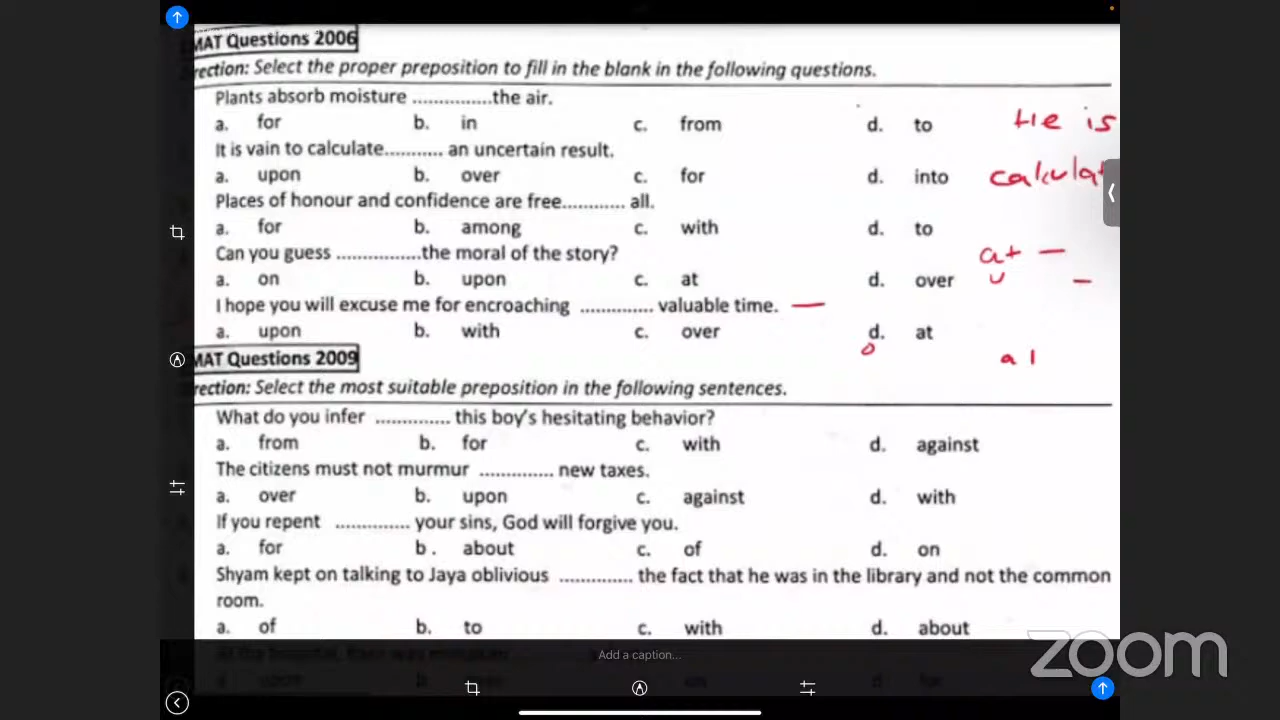 MAT Questions 2006
rection: Select the proper preposition to fill in the blank in the following questions.
Plants absorb moisture ...............the air.
a. for b. in c. from d. to He is
It is vain to calculate........... an uncertain result.
a. upon b. over c. for d. into calculat
Places of honour and confidence are free............ all.
a. for b. among c. with d. to
Can you guess ................the moral of the story? at —
a. on b. upon c. at d. over
I hope you will excuse me for encroaching .............. valuable time. —
a. upon b. with c. over d. at
MAT Questions 2009
rection: Select the most suitable preposition in the following sentences.
What do you infer .............. this boy's hesitating behavior?
a. from b. for c. with d. against
The citizens must not murmur .............. new taxes.
a. over b. upon c. against d. with
If you repent .............. your sins, God will forgive you.
a. for b. about c. of d. on
Shyam kept on talking to Jaya oblivious .............. the fact that he was in the library and not the common
room.
a. of b. to c. with d. about
Add a caption...
zoom